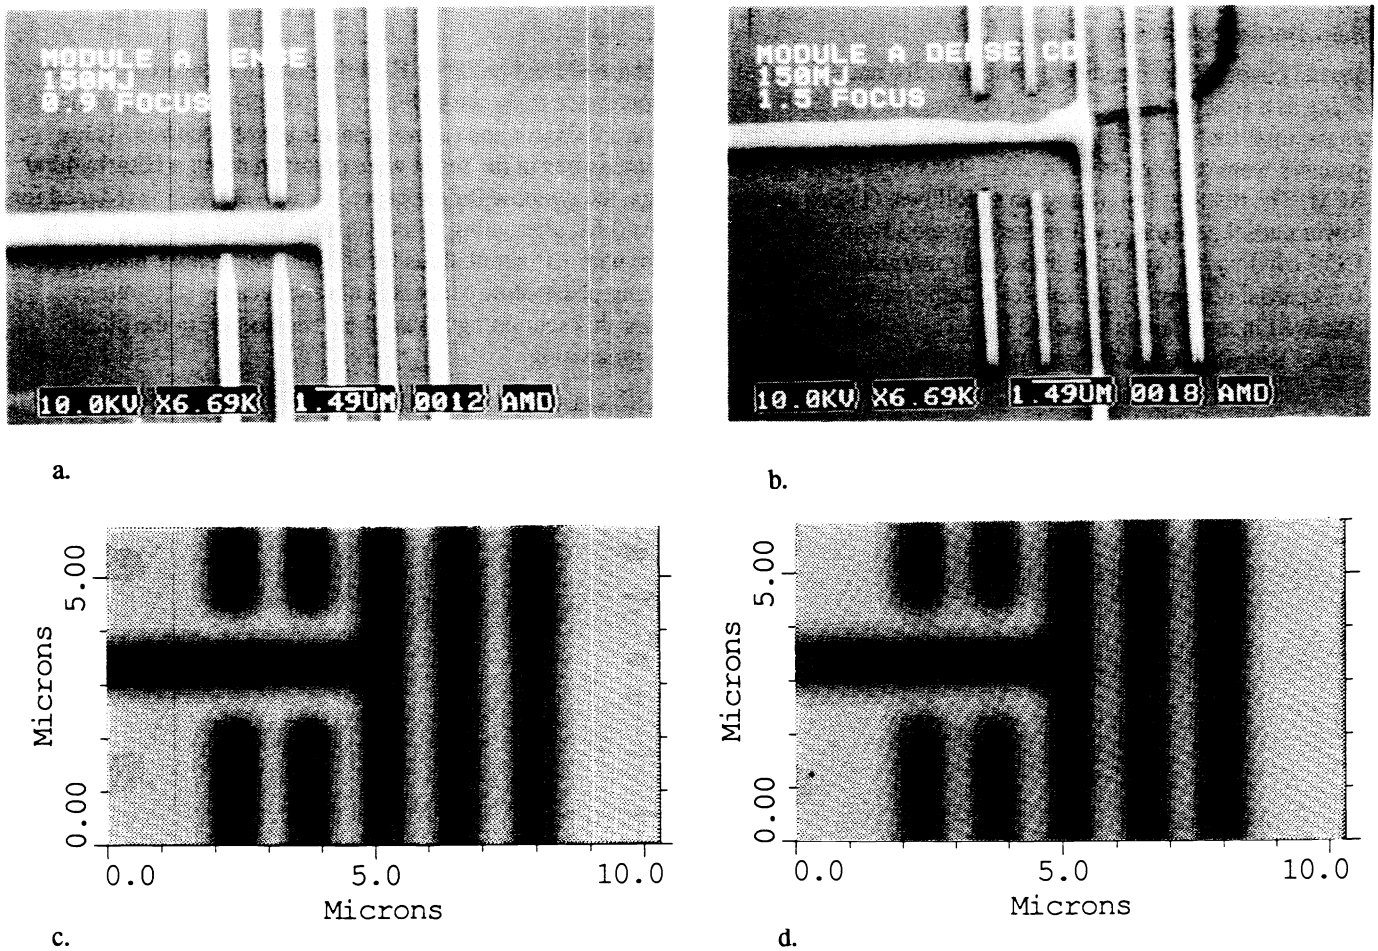 MODULE A DENSE
150MJ
0.9 FOCUS
10.0KV X6.69K 1.49UM 0012 AMD
a.
MODULE A DENSE CD
150MJ
1.5 FOCUS
10.0KV X6.69K 1.49UM 0018 AMD
b.
5.00
0.00
Microns
0.0 5.0 10.0
Microns
c.
5.00
0.00
Microns
0.0 5.0 10.0
Microns
d.